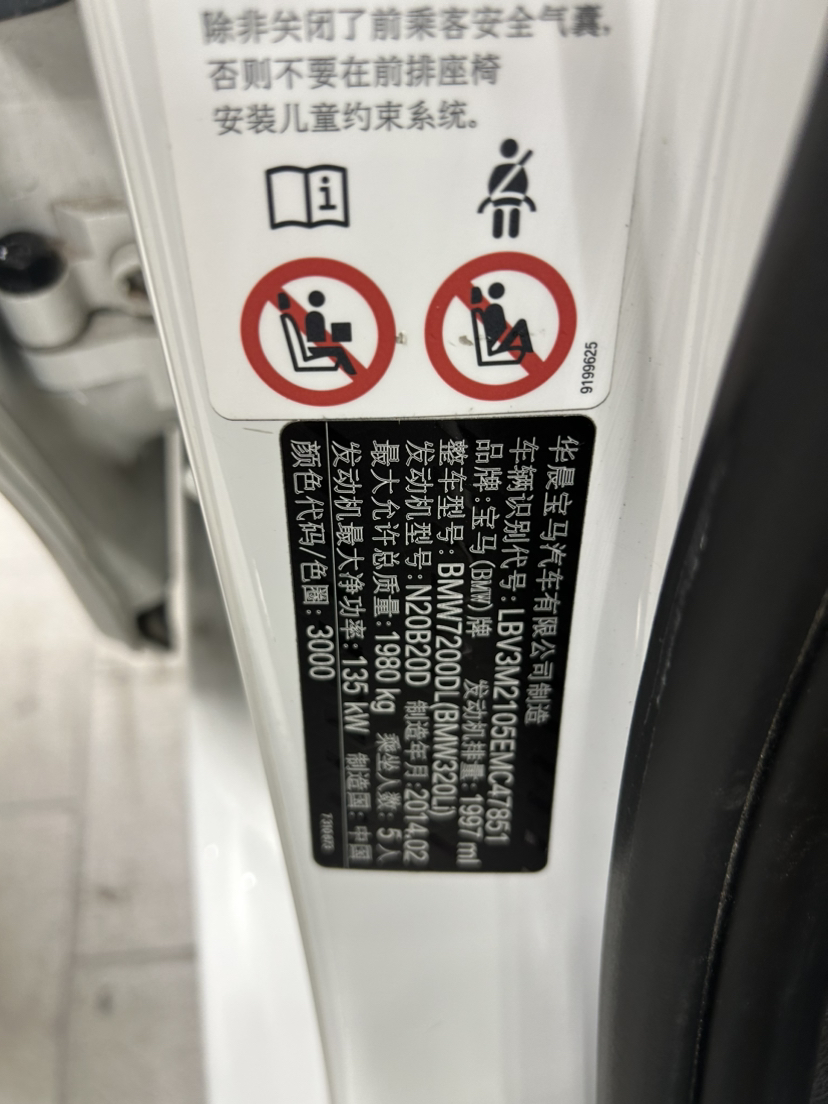 除非关闭了前乘客安全气囊,
否则不要在前排座椅
安装儿童约束系统。
9199625
华晨宝马汽车有限公司制造
车辆识别代号: LBV3M2105EMC47851
品牌: 宝马 (BMW) 牌 发动机排量: 1997 ml
整车型号: BMW7200DL(BMW320Li)
发动机型号: N20B20D 制造年月: 2014.02
最大允许总质量: 1980 kg 乘坐人数: 5 人
发动机最大净功率: 135 kW 制造国: 中国
颜色代码/色圈: 3000